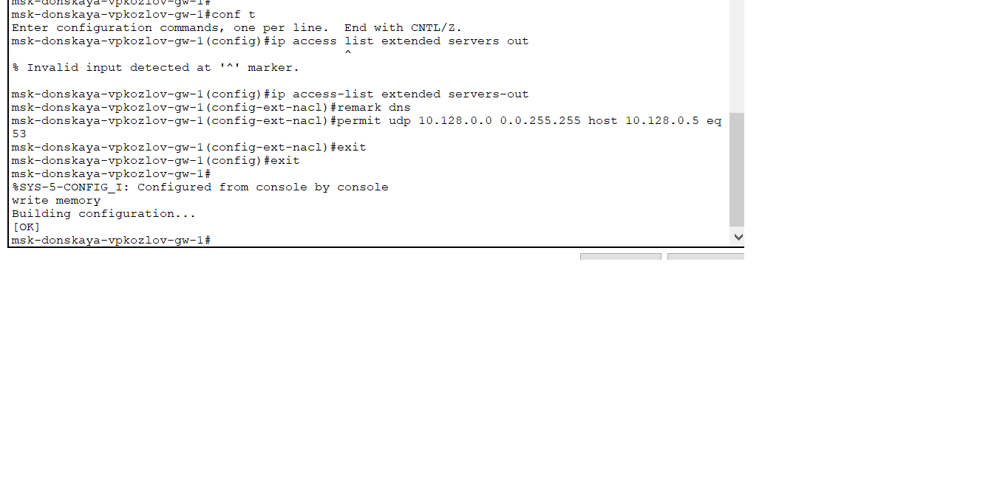 msk-donskaya-vpkozlov-gw-1#
msk-donskaya-vpkozlov-gw-1#conf t
Enter configuration commands, one per line.  End with CNTL/Z.
msk-donskaya-vpkozlov-gw-1(config)#ip access list extended servers out
^
% Invalid input detected at '^' marker.
msk-donskaya-vpkozlov-gw-1(config)#ip access-list extended servers-out
msk-donskaya-vpkozlov-gw-1(config-ext-nacl)#remark dns
msk-donskaya-vpkozlov-gw-1(config-ext-nacl)#permit udp 10.128.0.0 0.0.255.255 host 10.128.0.5 eq
53
msk-donskaya-vpkozlov-gw-1(config-ext-nacl)#exit
msk-donskaya-vpkozlov-gw-1(config)#exit
msk-donskaya-vpkozlov-gw-1#
%SYS-5-CONFIG_I: Configured from console by console
write memory
Building configuration...
[OK]
msk-donskaya-vpkozlov-gw-1#